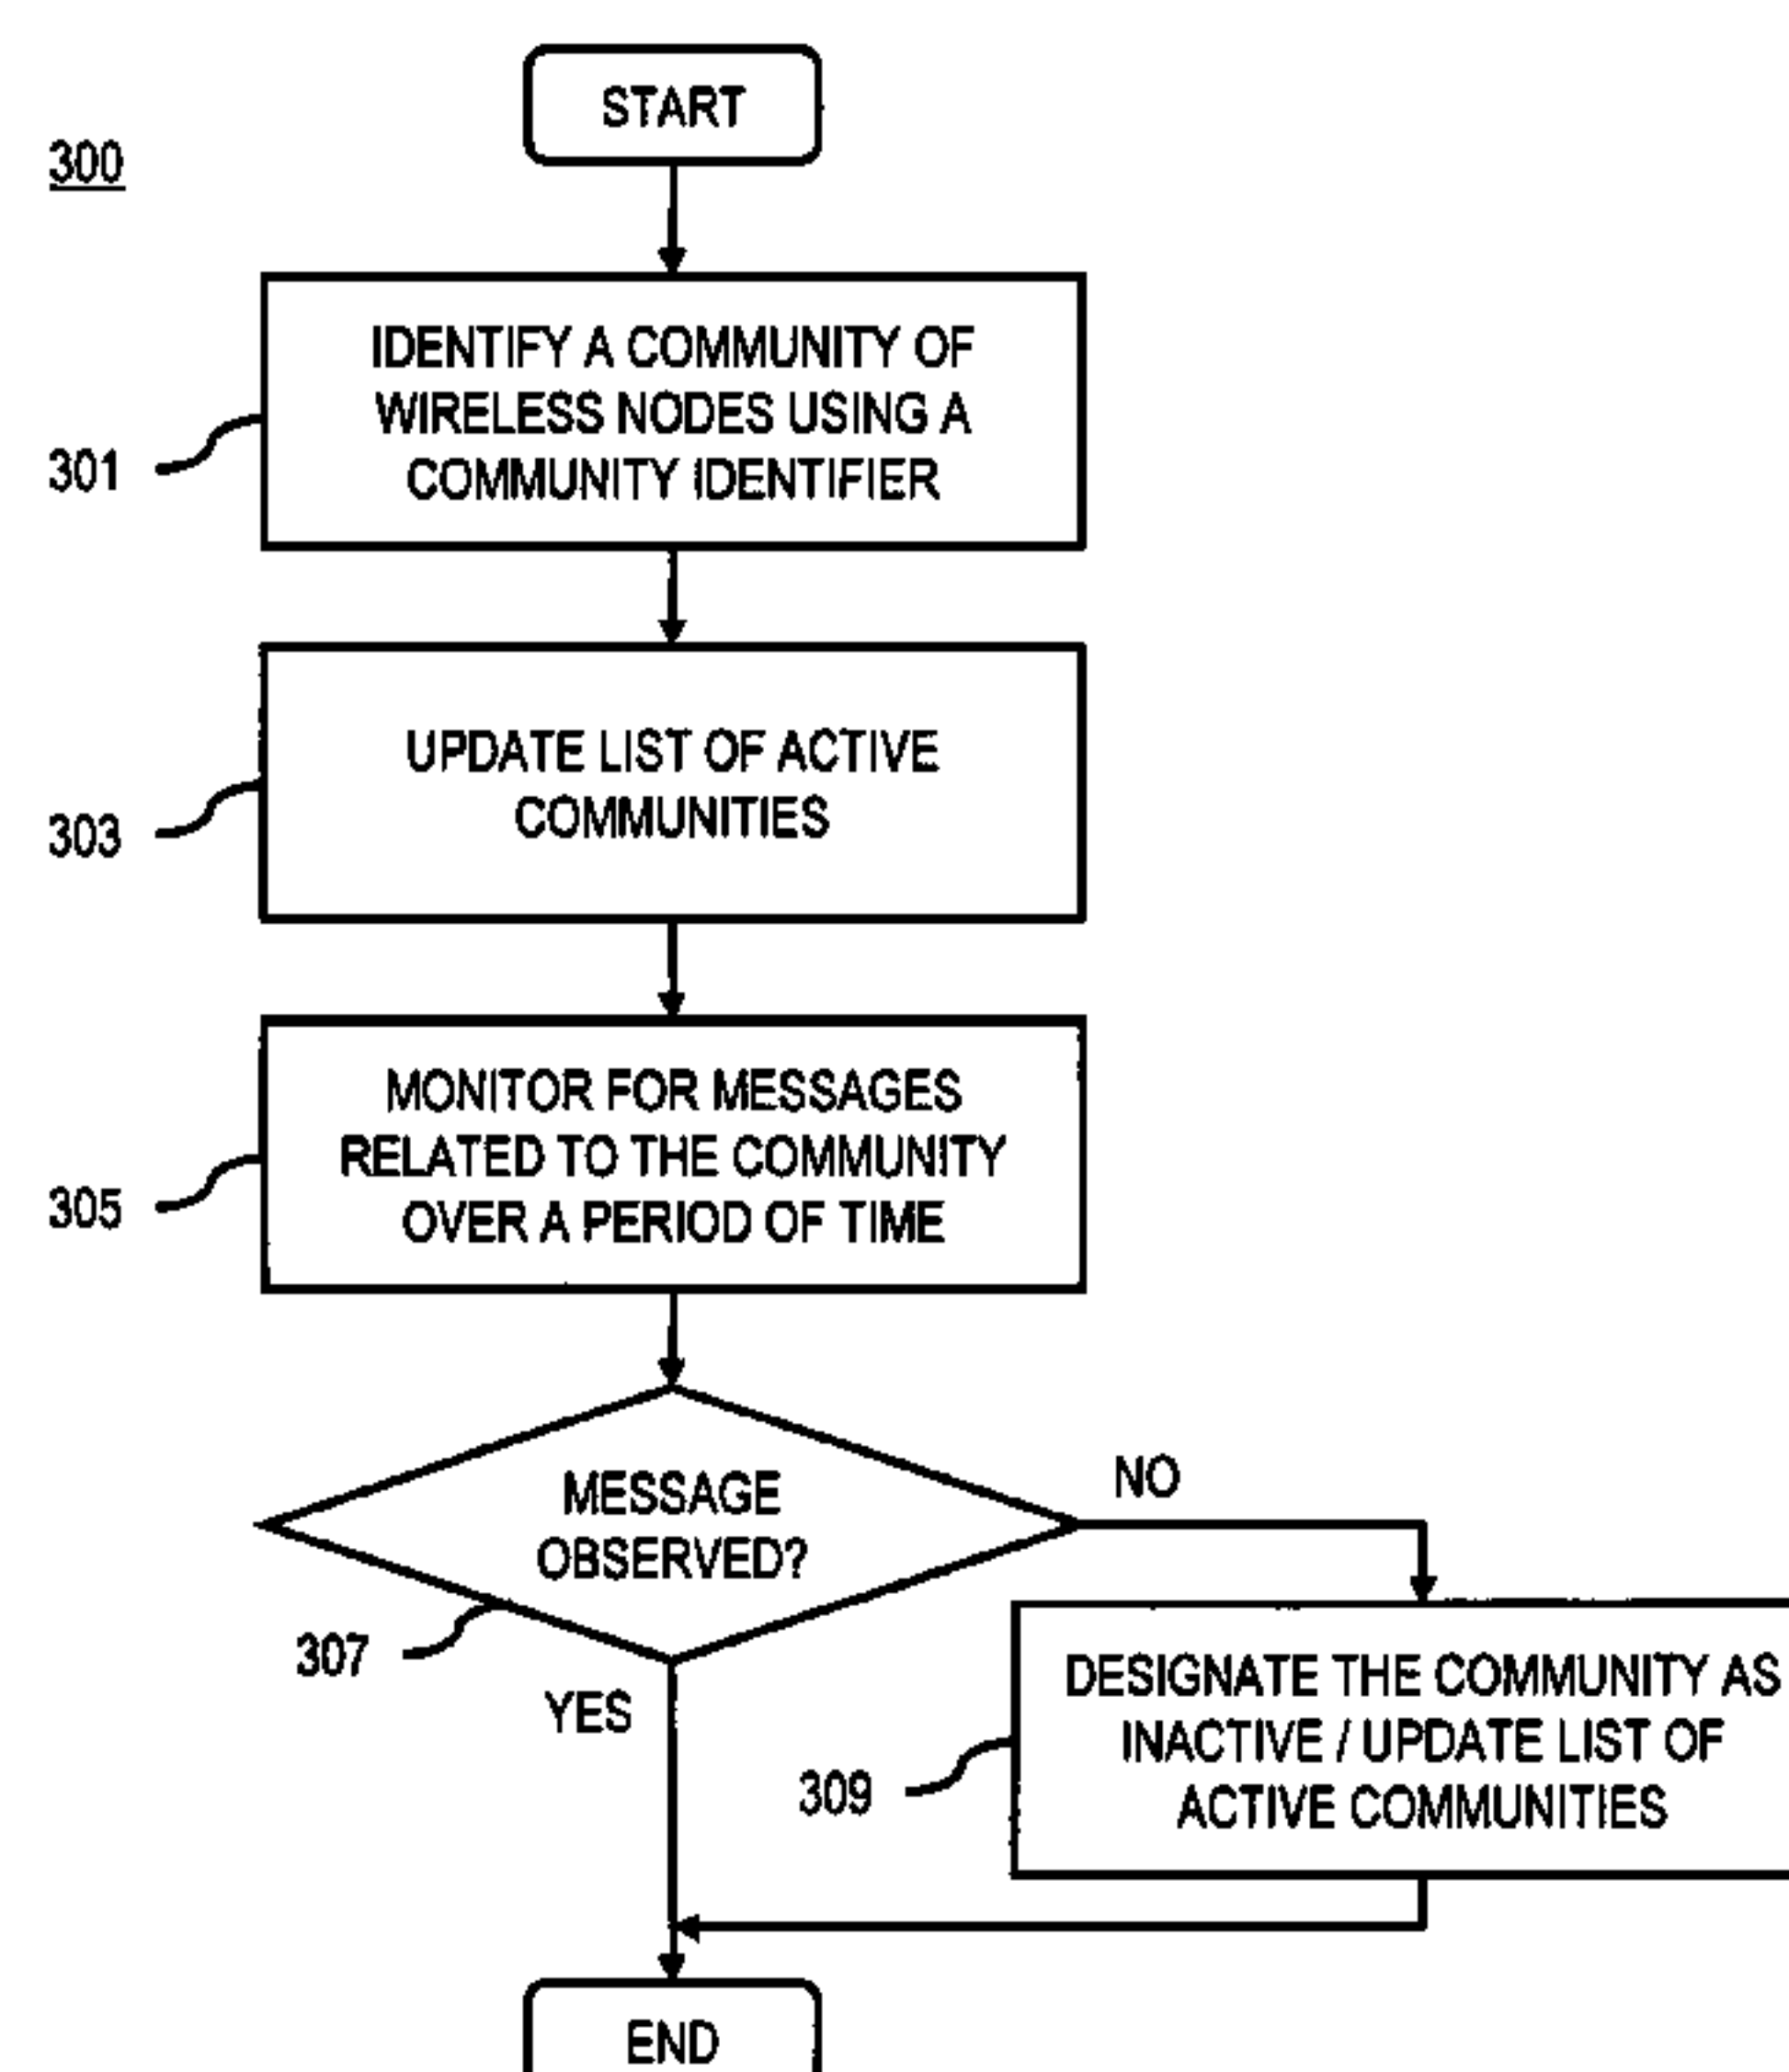 START
300
IDENTIFY A COMMUNITY OF
WIRELESS NODES USING A
COMMUNITY IDENTIFIER
301
UPDATE LIST OF ACTIVE
COMMUNITIES
303
MONITOR FOR MESSAGES
RELATED TO THE COMMUNITY
OVER A PERIOD OF TIME
305
MESSAGE
OBSERVED?
NO
307
YES
DESIGNATE THE COMMUNITY AS
INACTIVE / UPDATE LIST OF
ACTIVE COMMUNITIES
309
END